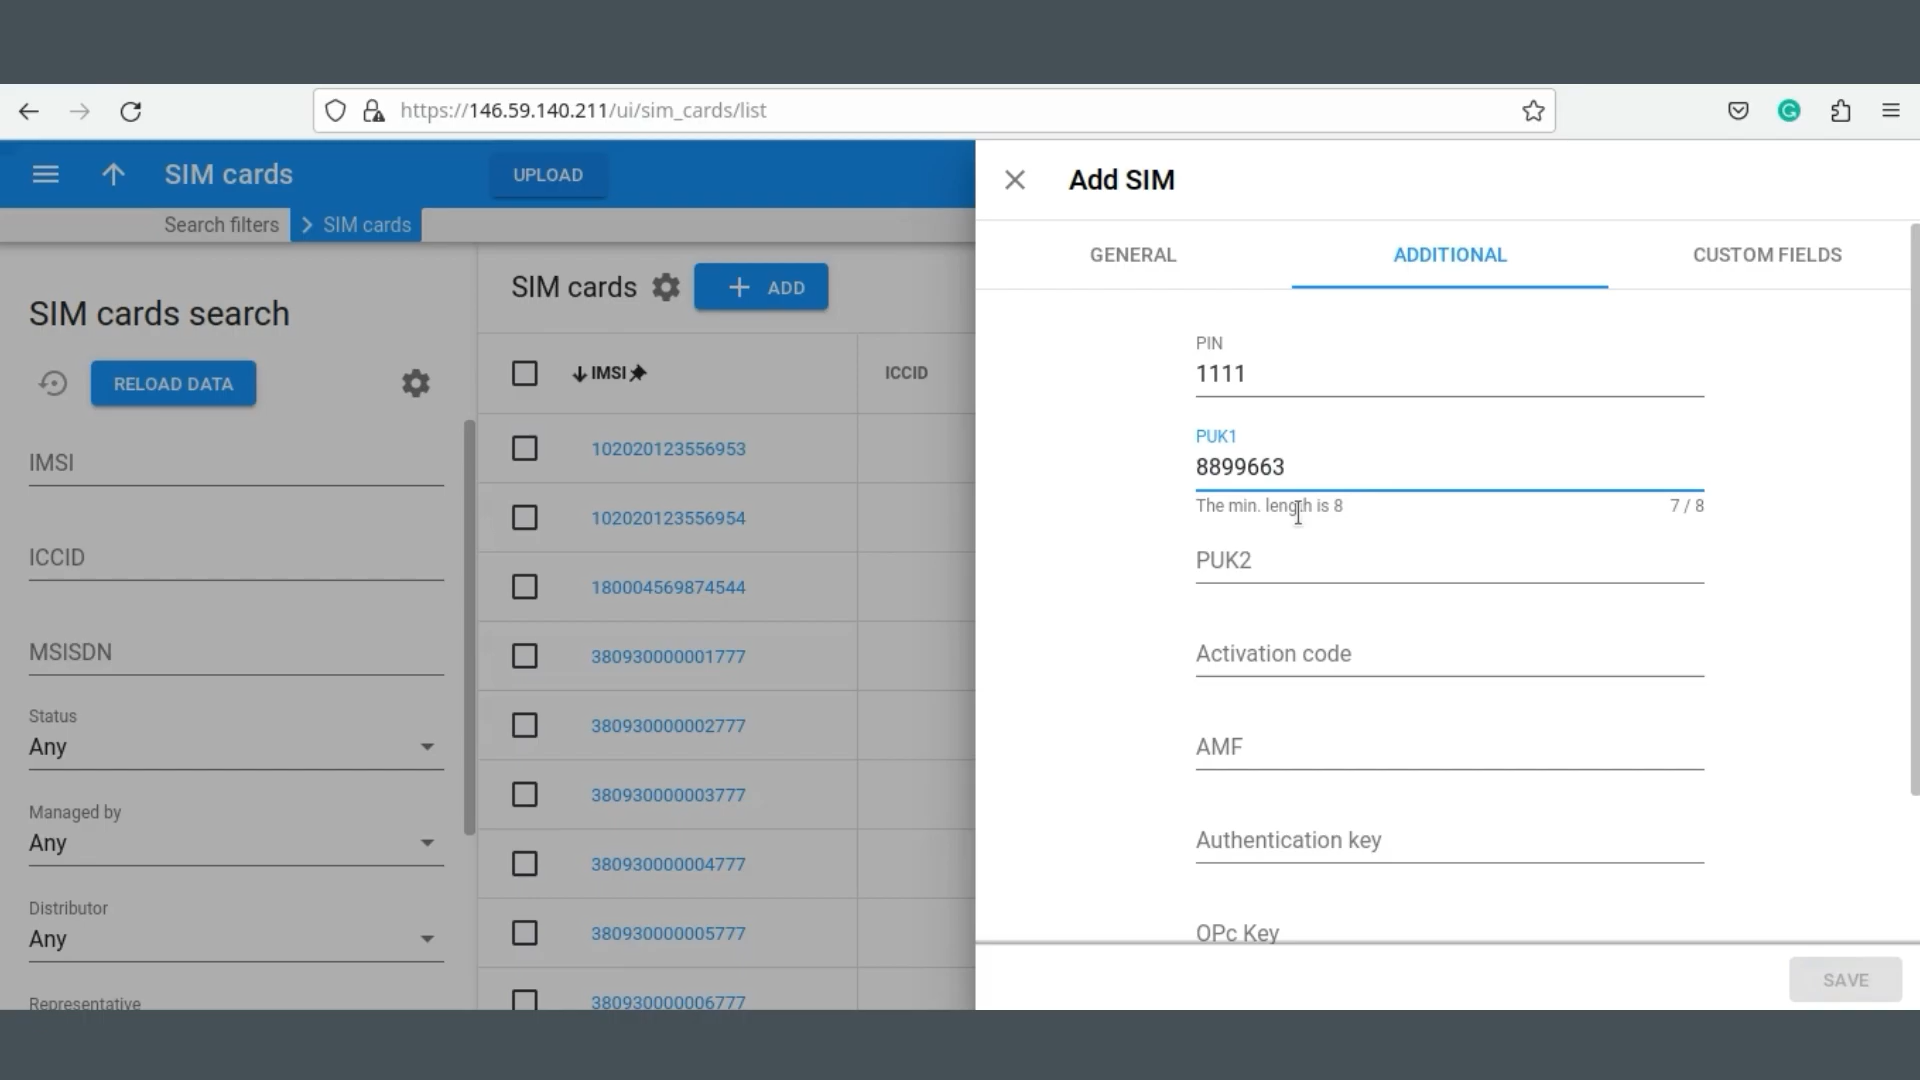 https://146.59.140.211/ui/sim_cards/list
SIM cards
UPLOAD
Search filters
SIM cards
SIM cards search
RELOAD DATA
IMSI
ICCID
MSISDN
Status
Any
Managed by
Any
Distributor
Any
Representative
SIM cards
ADD
IMSI
ICCID
102020123556953
102020123556954
180004569874544
380930000001777
380930000002777
380930000003777
380930000004777
380930000005777
380930000006777
Add SIM
GENERAL
ADDITIONAL
CUSTOM FIELDS
PIN
1111
PUK1
8899663
The min. length is 8
7 / 8
PUK2
Activation code
AMF
Authentication key
OPc Key
SAVE